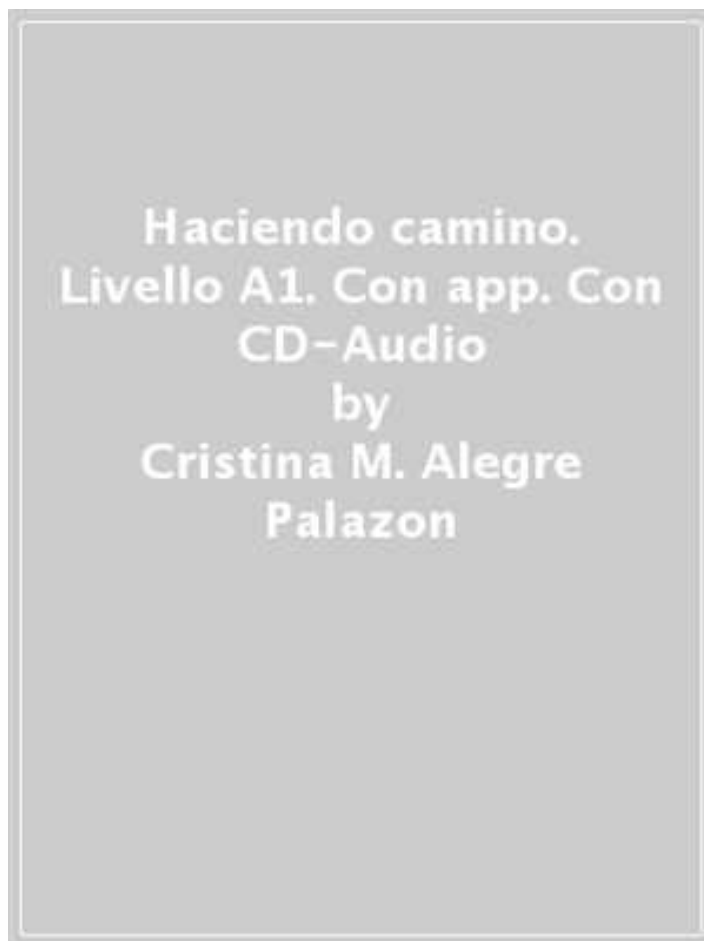 Haciendo camino.
Livello A1. Con app. Con
CD-Audio
by
Cristina M. Alegre
Palazon